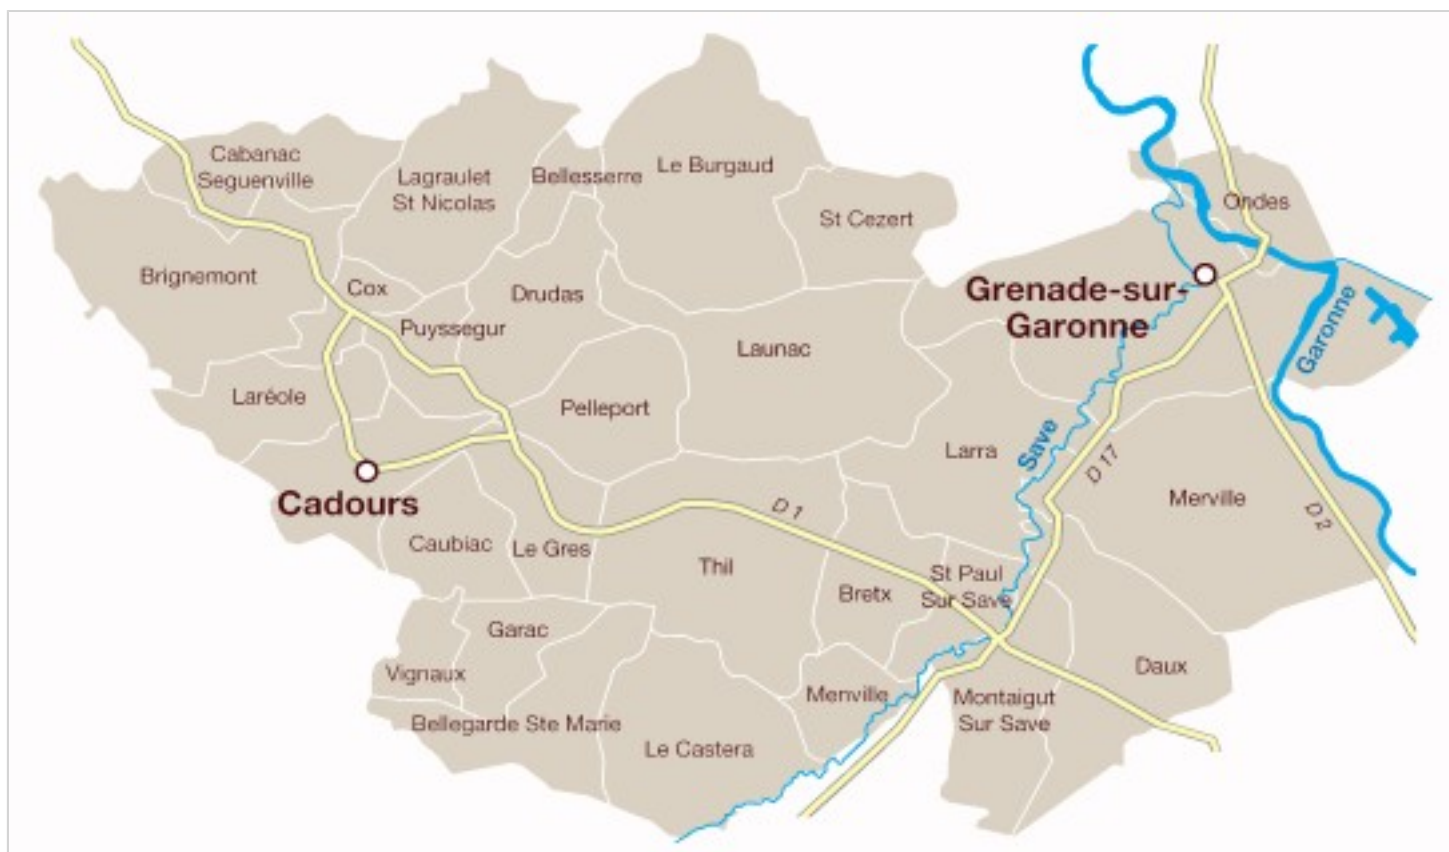 Cabanac
Seguenville
Lagraulet
St Nicolas
Bellesserre
Le Burgaud
St Cezert
Ondes
Brignemont
Cox
Drudas
Puyssegur
Launac
Grenade-sur-
Garonne
Garonne
Laréole
Pelleport
Larra
Save
D 17
Merville
D 2
Cadours
D 1
Caubiac
Le Gres
Thil
Bretx
St Paul
Sur Save
Garac
Vignaux
Menville
Montaigut
Sur Save
Daux
Bellegarde Ste Marie
Le Castera